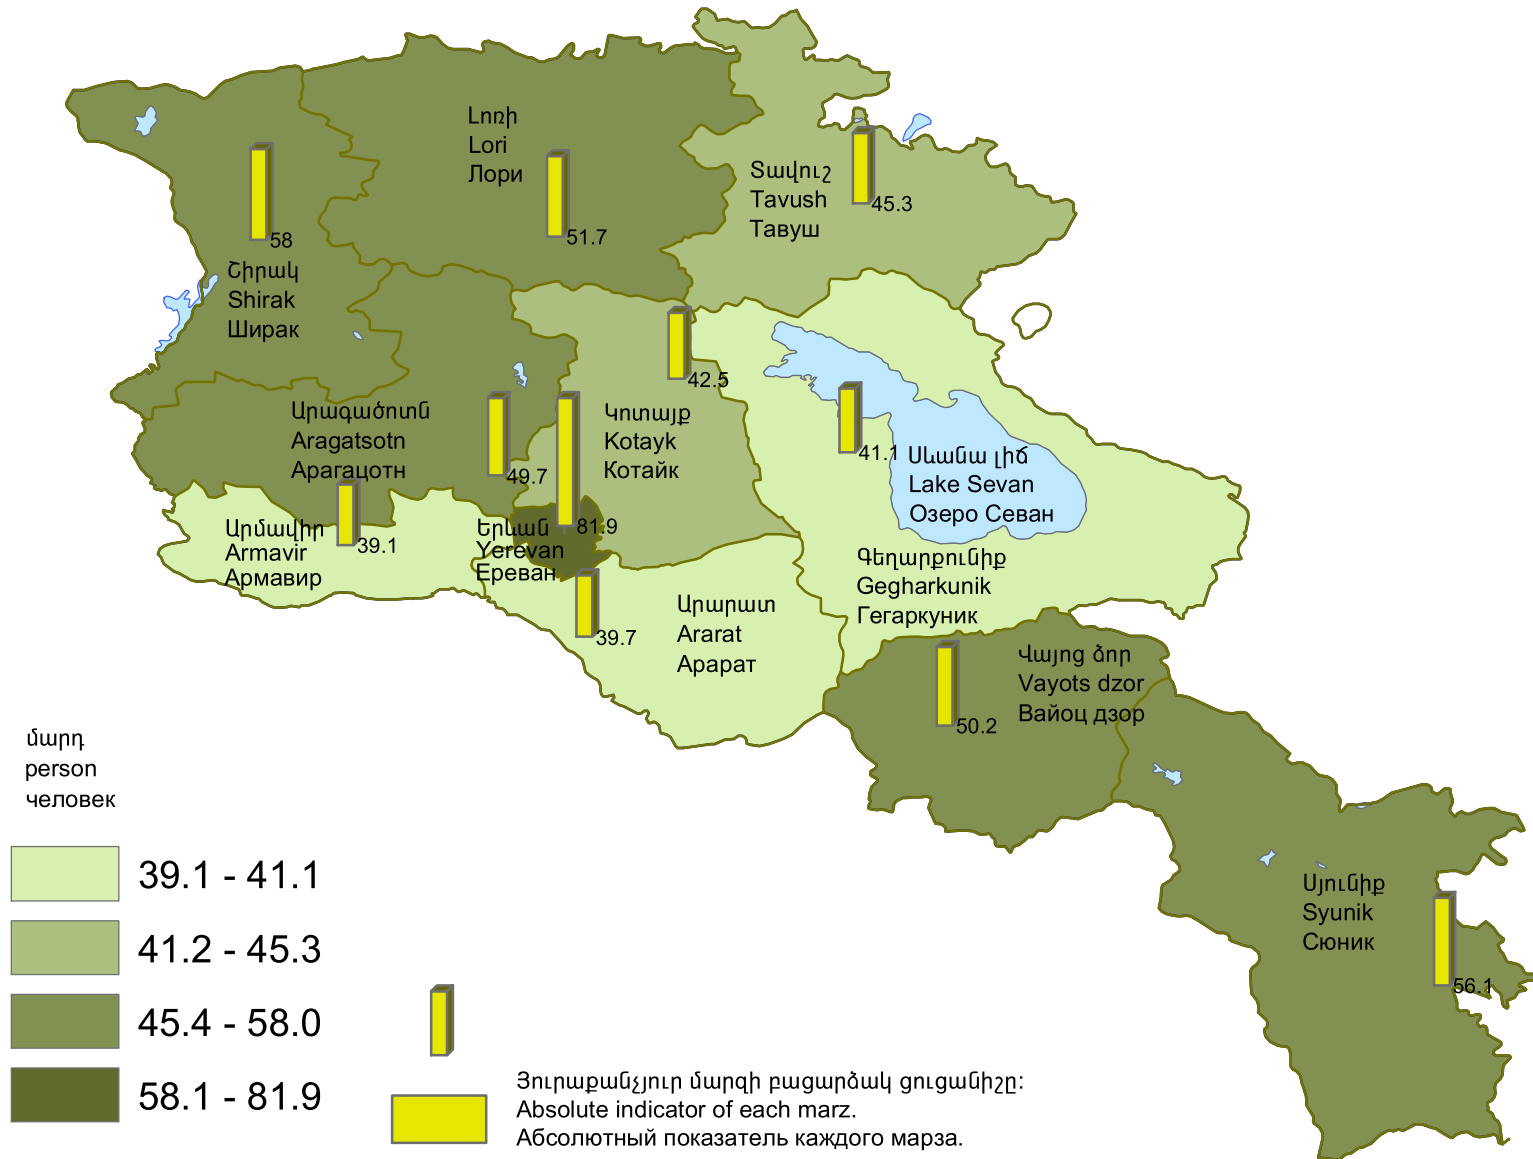 Լոռի
Lori
Лори
51.7
Տավուշ
Tavush
Тавуш
45.3
58
Շիրակ
Shirak
Ширак
42.5
Արագածոտն
Aragatsotn
Арагацотн
49.7
Կոտայք
Kotayk
Котайк
41.1
Սևանա լիճ
Lake Sevan
Озеро Севан
Արմավիր
Armavir
Армавир
39.1
Երևան
Yerevan
Ереван
81.9
Գեղարքունիք
Gegharkunik
Гегаркуник
Արարատ
Ararat
Арарат
39.7
Վայոց ձոր
Vayots dzor
Вайоц дзор
50.2
Սյունիք
Syunik
Сюник
56.1
մարդ
person
человек
39.1 - 41.1
41.2 - 45.3
45.4 - 58.0
58.1 - 81.9
Յուրաքանչյուր մարզի բացարձակ ցուցանիշը:
Absolute indicator of each marz.
Абсолютный показатель каждого марза.